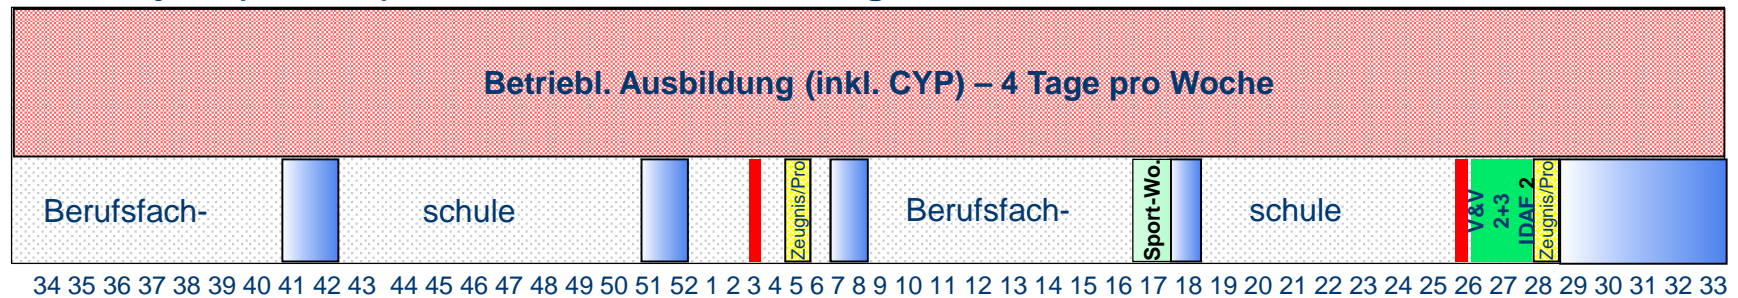 Betriebl. Ausbildung (inkl. CYP) – 4 Tage pro Woche
Berufsfach-
schule
Zeugnis/Pro
Berufsfach-
Sport-Wo.
schule
V&V
2+3
IDAF 2
Zeugnis/Pro
34 35 36 37 38 39 40 41 42 43 44 45 46 47 48 49 50 51 52 1 2 3 4 5 6 7 8 9 10 11 12 13 14 15 16 17 18 19 20 21 22 23 24 25 26 27 28 29 30 31 32 33